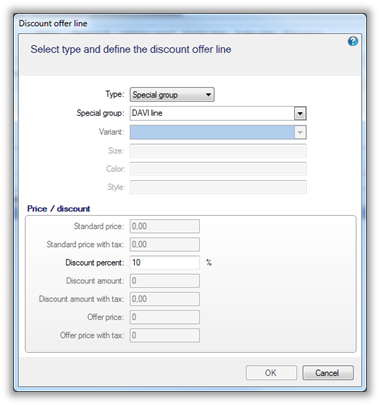 Discount offer line
Select type and define the discount offer line
?
Type: Special group
Special group: DAVI line
Variant:
Size:
Color:
Style:
Price / discount
Standard price: 0,00
Standard price with tax: 0,00
Discount percent: 10 %
Discount amount: 0
Discount amount with tax: 0,00
Offer price: 0
Offer price with tax: 0
OK Cancel